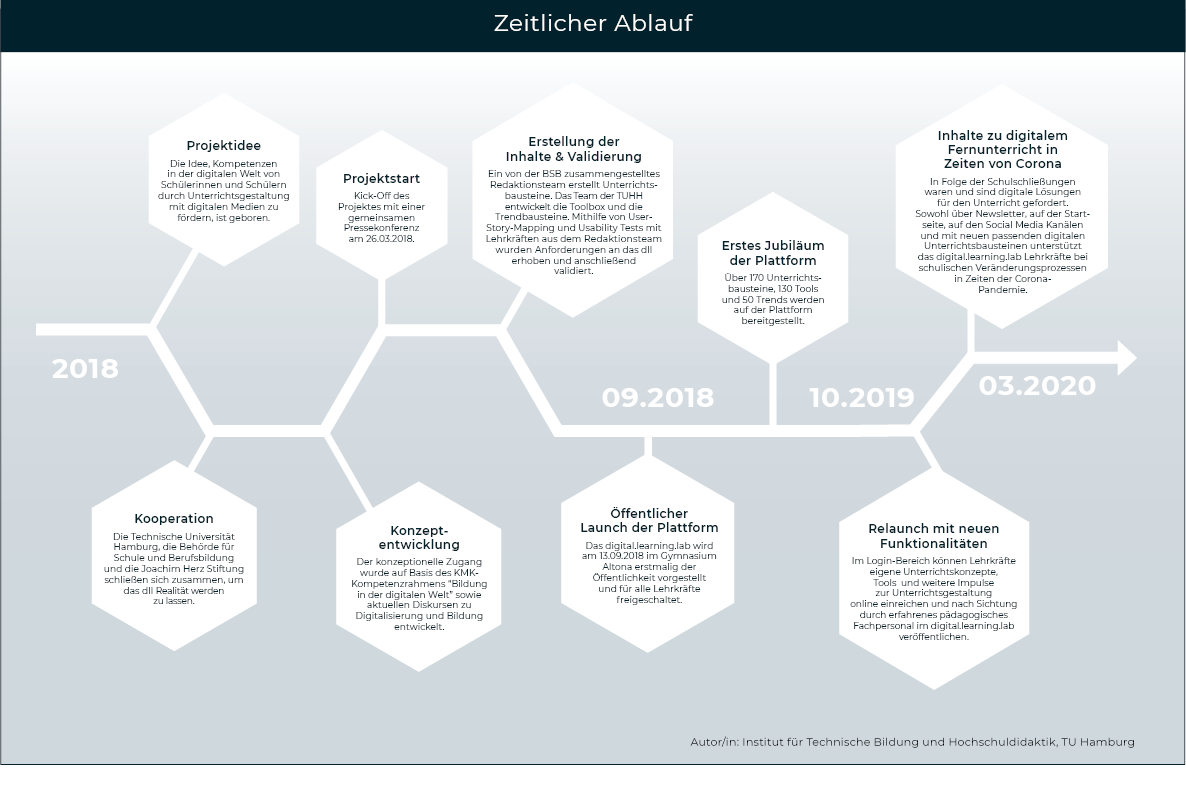 Zeitlicher Ablauf
Projektidee
Die Idee, Kompetenzen
in der digitalen Welt von
Schülerinnen und Schülern
durch Unterrichtsgestaltung
mit digitalen Medien zu
fördern, ist geboren.
Projektstart
Kick-Off des
Projektes mit einer
gemeinsamen
Pressekonferenz
am 26.03.2018.
Erstellung der
Inhalte & Validierung
Ein von der BSB zusammengestelltes
Redaktionsteam erstellt Unterrichts-
bausteine. Das Team der TUHH
entwickelt die Toolbox und die
Trendbausteine. Mithilfe von User-
Story-Mapping und Usability Tests mit
Lehrkräften aus dem Redaktionsteam
wurden Anforderungen an das dll
erhoben und anschließend
validiert.
Erstes Jubiläum
der Plattform
Über 170 Unterrichts-
bausteine, 130 Tools
und 50 Trends werden
auf der Plattform
bereitgestellt.
Inhalte zu digitalem
Fernunterricht in
Zeiten von Corona
In Folge der Schulschließungen
waren und sind digitale Lösungen
für den Unterricht gefordert.
Sowohl über Newsletter, auf der Start-
seite, auf den Social Media Kanälen
und mit neuen passenden digitalen
Unterrichtsbausteinen unterstützt
das digital.learning.lab Lehrkräfte bei
schulischen Veränderungsprozessen
in Zeiten der Corona-
Pandemie.
2018
09.2018
10.2019
03.2020
Kooperation
Die Technische Universität
Hamburg, die Behörde für
Schule und Berufsbildung
und die Joachim Herz Stiftung
schließen sich zusammen, um
das dll Realität werden
zu lassen.
Konzept-
entwicklung
Der konzeptionelle Zugang
wurde auf Basis des KMK-
Kompetenzrahmens "Bildung
in der digitalen Welt" sowie
aktuellen Diskursen zu
Digitalisierung und Bildung
entwickelt.
Öffentlicher
Launch der Plattform
Das digital.learning.lab wird
am 13.09.2018 im Gymnasium
Altona erstmalig der
Öffentlichkeit vorgestellt
und für alle Lehrkräfte
freigeschaltet.
Relaunch mit neuen
Funktionalitäten
Im Login-Bereich können Lehrkräfte
eigene Unterrichtskonzepte,
Tools und weitere Impulse
zur Unterrichtsgestaltung
online einreichen und nach Sichtung
durch erfahrenes pädagogisches
Fachpersonal im digital.learning.lab
veröffentlichen.
Autor/in: Institut für Technische Bildung und Hochschuldidaktik, TU Hamburg